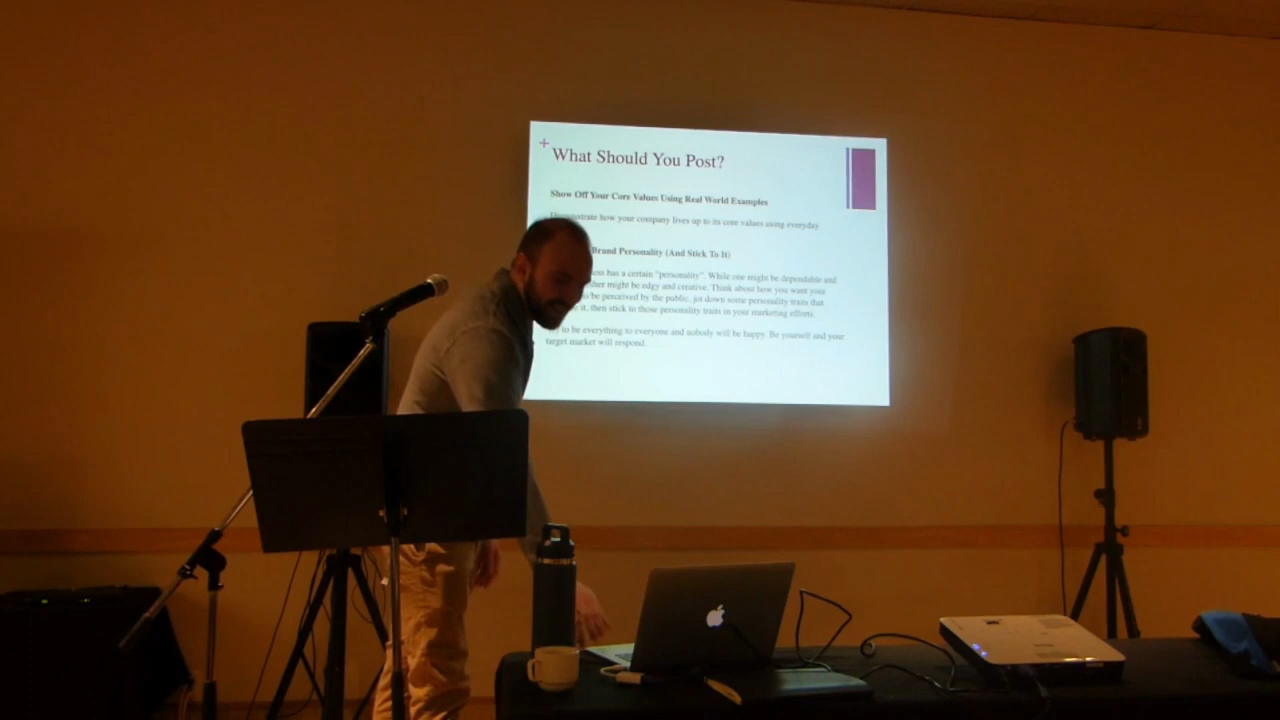 +
What Should You Post?
Show Off Your Core Values Using Real World Examples
how your company lives up to its core values using everyday
Brand Personality (And Stick To It)
has a certain "personality". While one might be dependable and
might be edgy and creative. Think about how you want your
be perceived by the public, jot down some personality traits that
it, then stick to those personality traits in your marketing efforts.
to be everything to everyone and nobody will be happy. Be yourself and your
target market will respond.